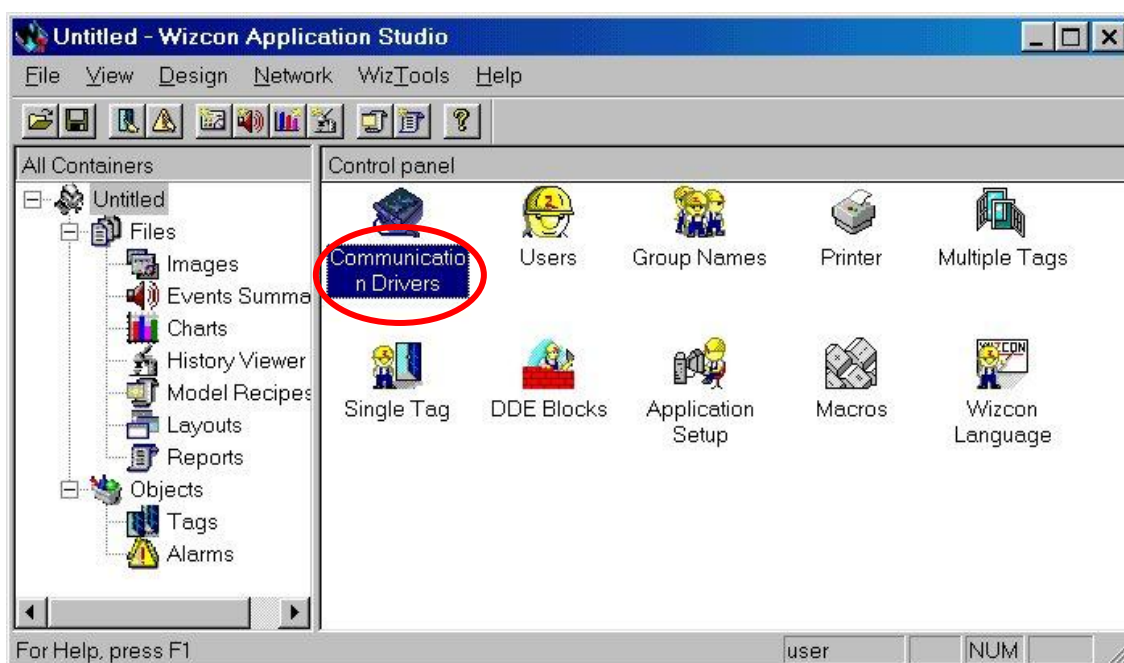 Untitled - Wizcon Application Studio
File View Design Network WizTools Help
All Containers
Control panel
Untitled
Files
Images
Events Summa
Charts
History Viewer
Model Recipes
Layouts
Reports
Objects
Tags
Alarms
Communicatio
n Drivers
Users
Group Names
Printer
Multiple Tags
Single Tag
DDE Blocks
Application
Setup
Macros
Wizcon
Language
For Help, press F1
user
NUM